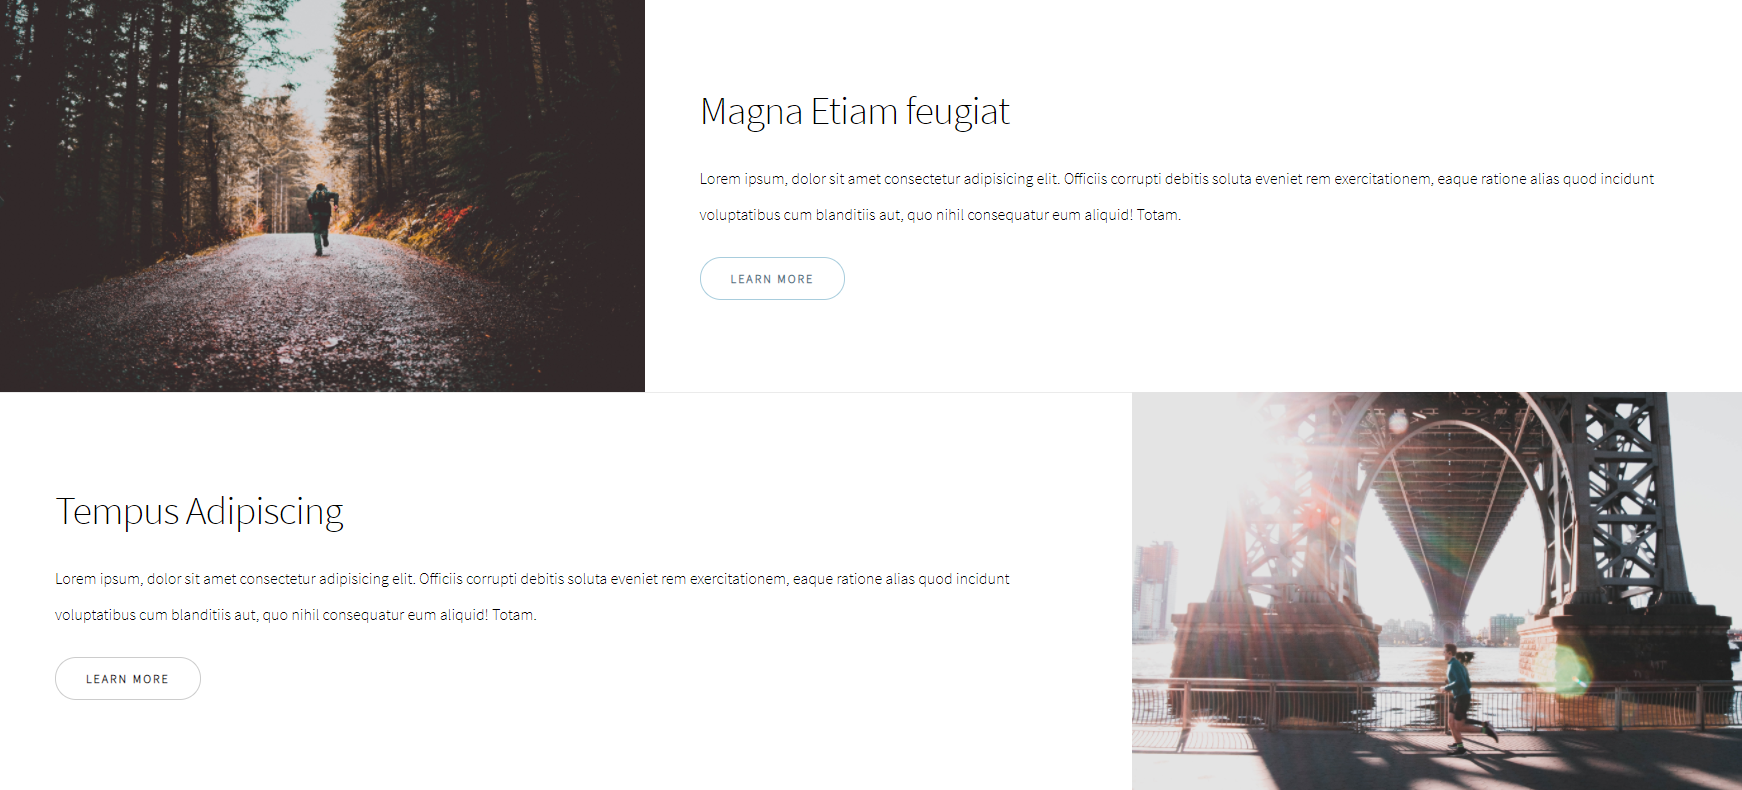 Magna Etiam feugiat
Lorem ipsum, dolor sit amet consectetur adipisicing elit. Officiis corrupti debitis soluta eveniet rem exercitationem, eaque ratione alias quod incidunt
voluptatibus cum blanditiis aut, quo nihil consequatur eum aliquid! Totam.
LEARN MORE
Tempus Adipiscing
Lorem ipsum, dolor sit amet consectetur adipisicing elit. Officiis corrupti debitis soluta eveniet rem exercitationem, eaque ratione alias quod incidunt
voluptatibus cum blanditiis aut, quo nihil consequatur eum aliquid! Totam.
LEARN MORE